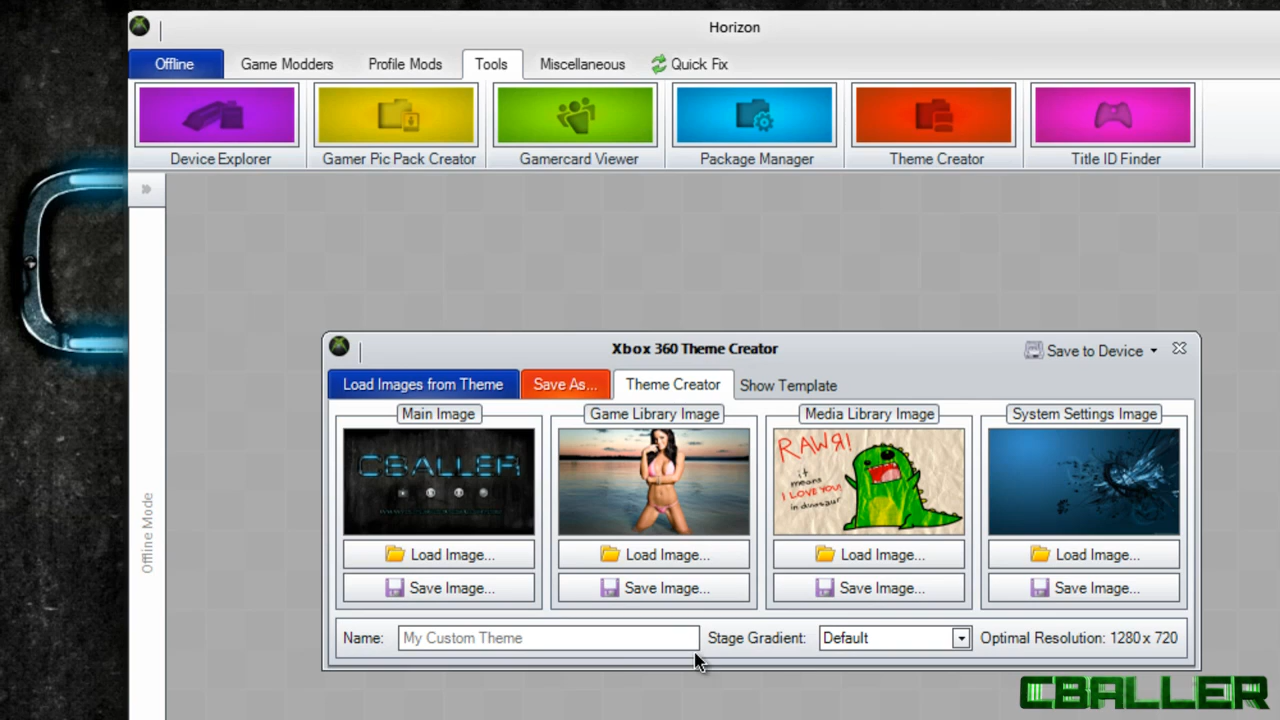 Horizon
Offline Game Modders Profile Mods Tools Miscellaneous Quick Fix
Device Explorer Gamer Pic Pack Creator Gamercard Viewer Package Manager Theme Creator Title ID Finder
Offline Mode
Xbox 360 Theme Creator Save to Device
Load Images from Theme Save As... Theme Creator Show Template
Main Image Game Library Image Media Library Image System Settings Image
CBALLER
RAWR!
it
means
I LOVE YOU!
in dinosaur
Load Image... Load Image... Load Image... Load Image...
Save Image... Save Image... Save Image... Save Image...
Name: My Custom Theme Stage Gradient: Default Optimal Resolution: 1280 x 720
CBALLER